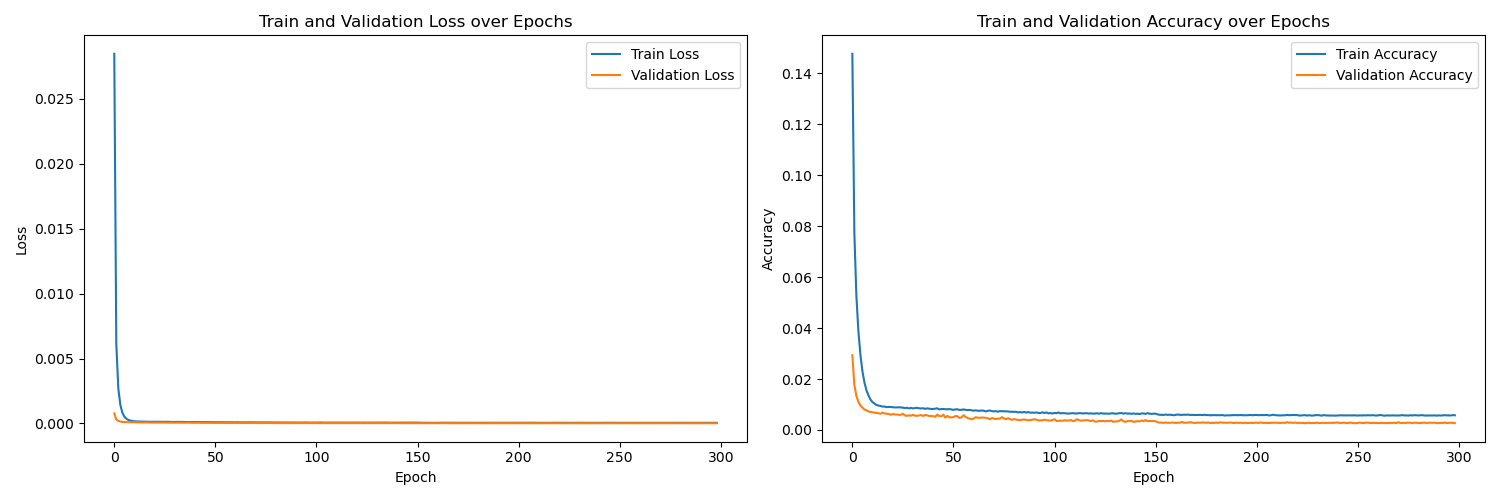 Train and Validation Loss over Epochs
Train Loss
Validation Loss
0.025
0.020
0.015
0.010
0.005
0.000
Loss
0 50 100 150 200 250 300
Epoch
Train and Validation Accuracy over Epochs
Train Accuracy
Validation Accuracy
0.14
0.12
0.10
0.08
0.06
0.04
0.02
0.00
Accuracy
0 50 100 150 200 250 300
Epoch